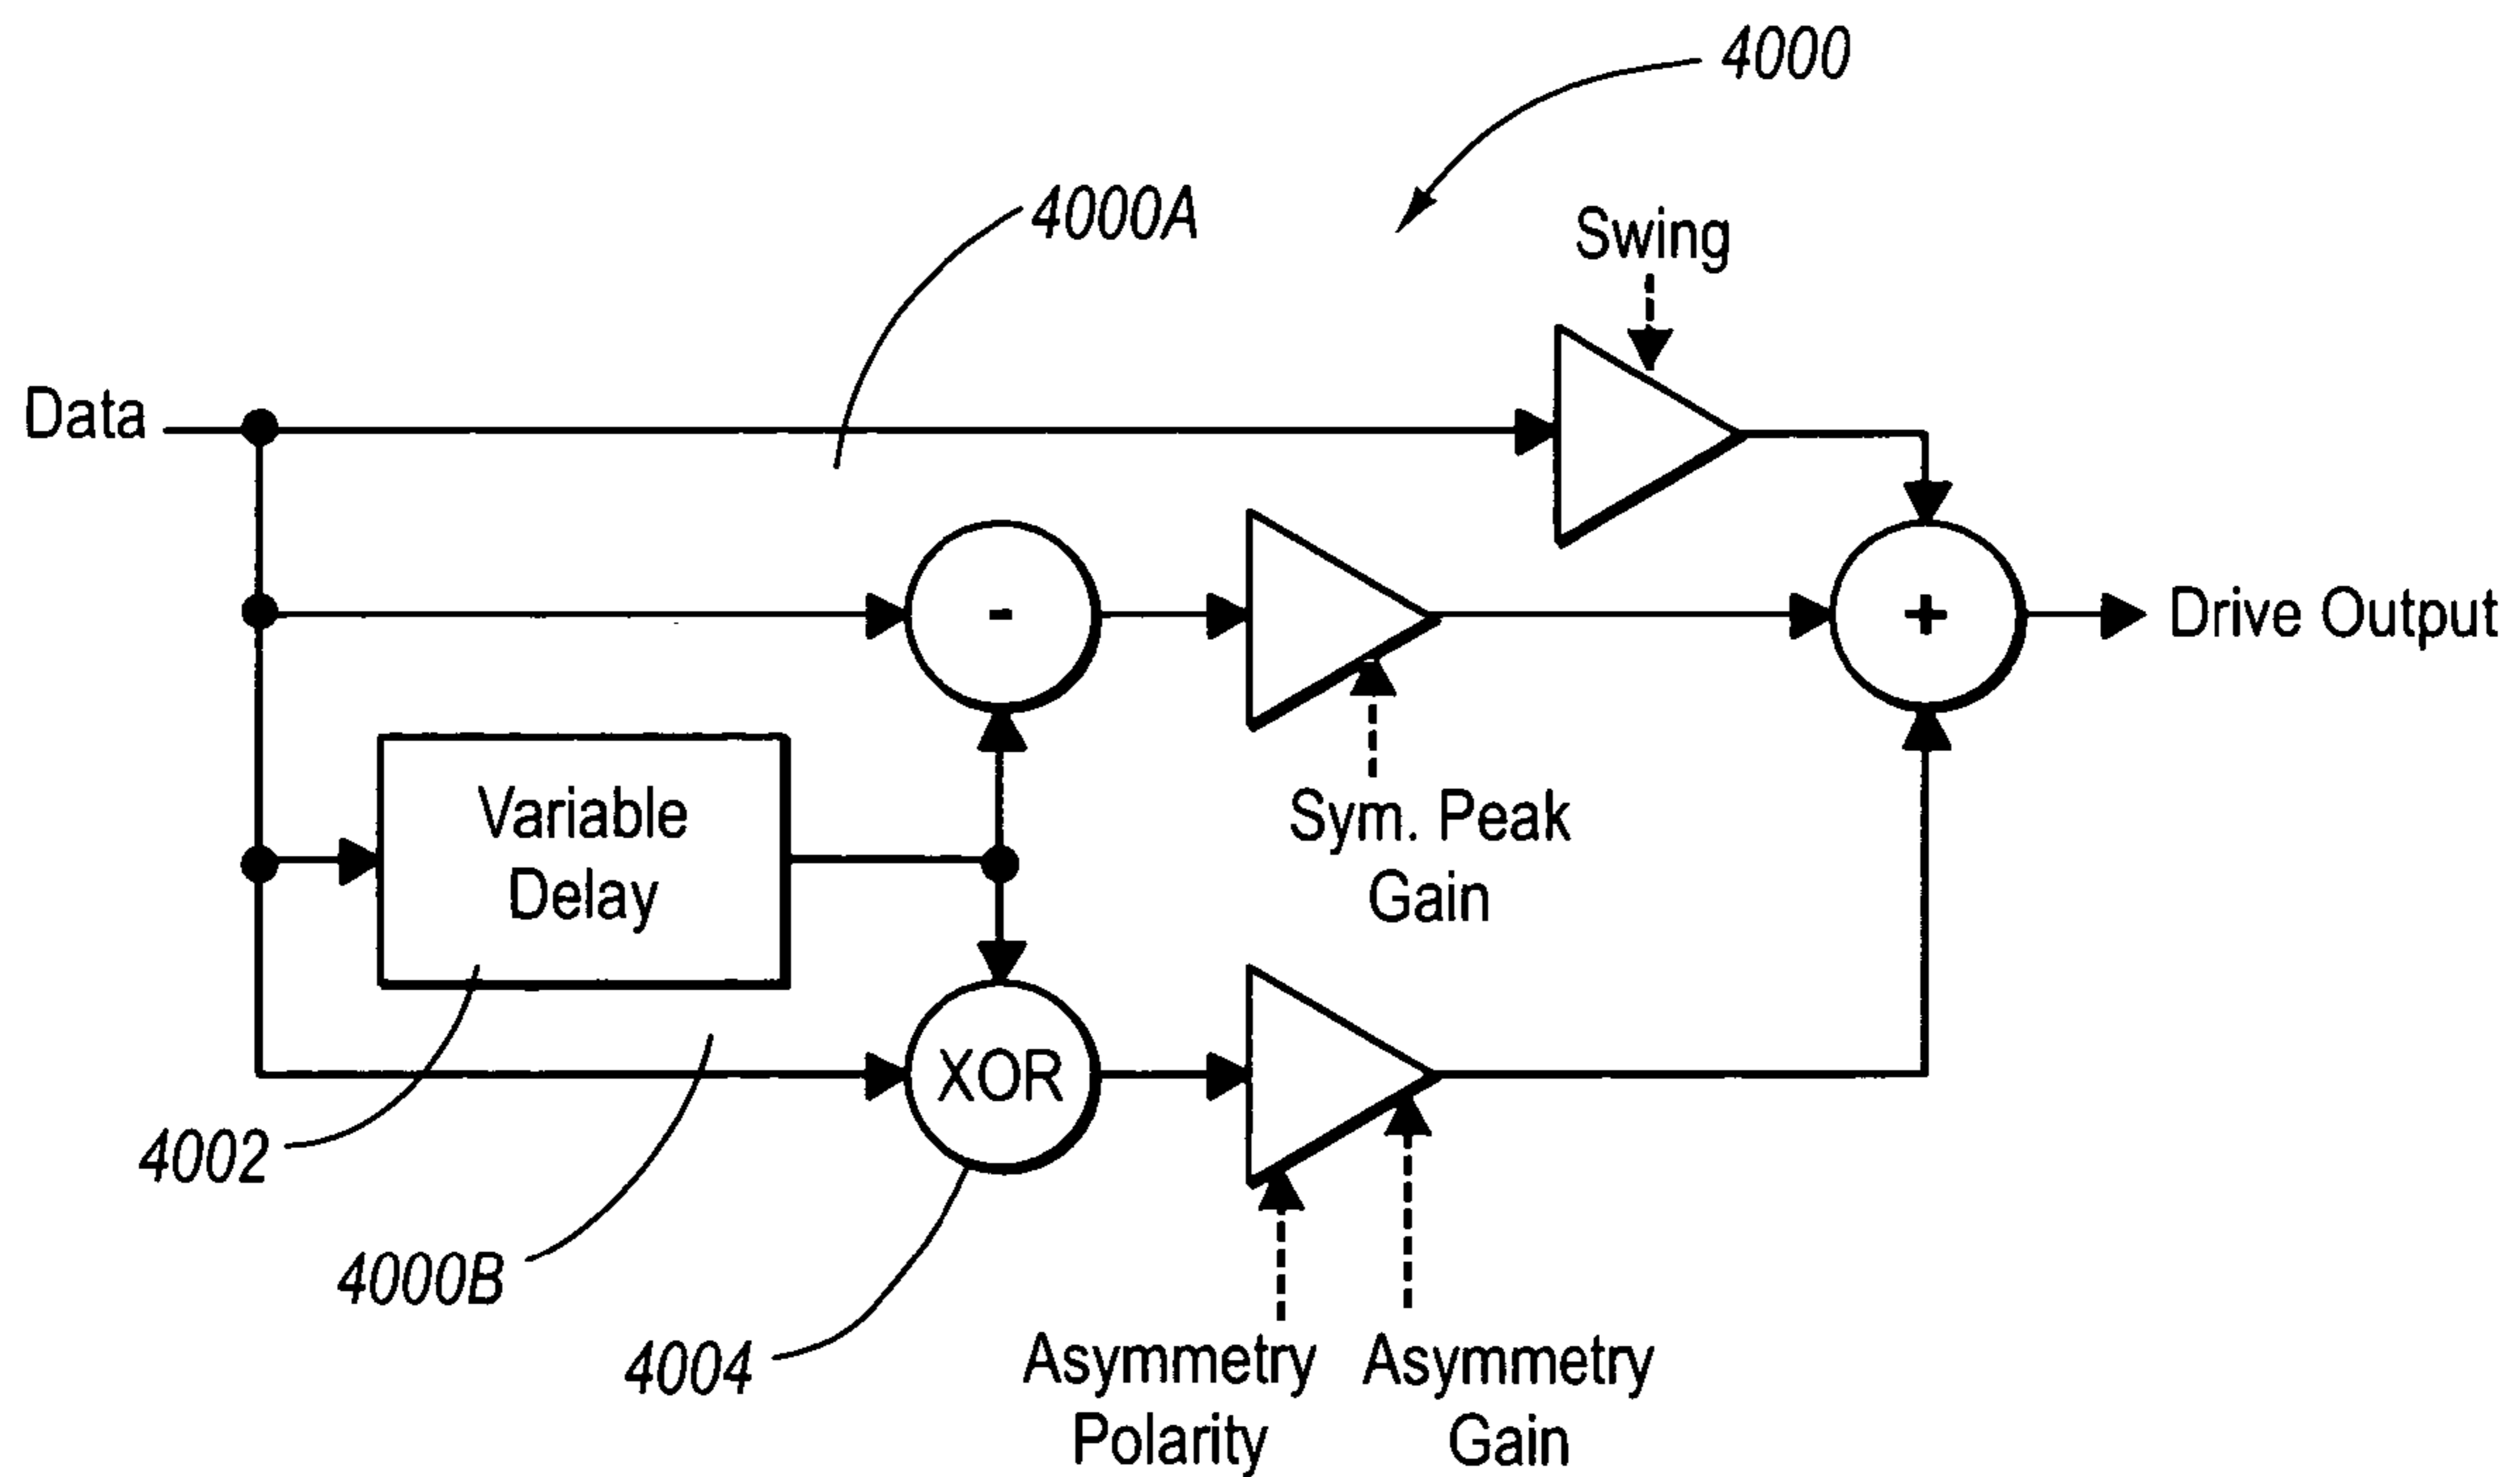 4000
4000A
Swing
Data
-
+
Drive Output
Variable
Delay
Sym. Peak
Gain
XOR
4002
4000B
4004
Asymmetry
Polarity
Asymmetry
Gain